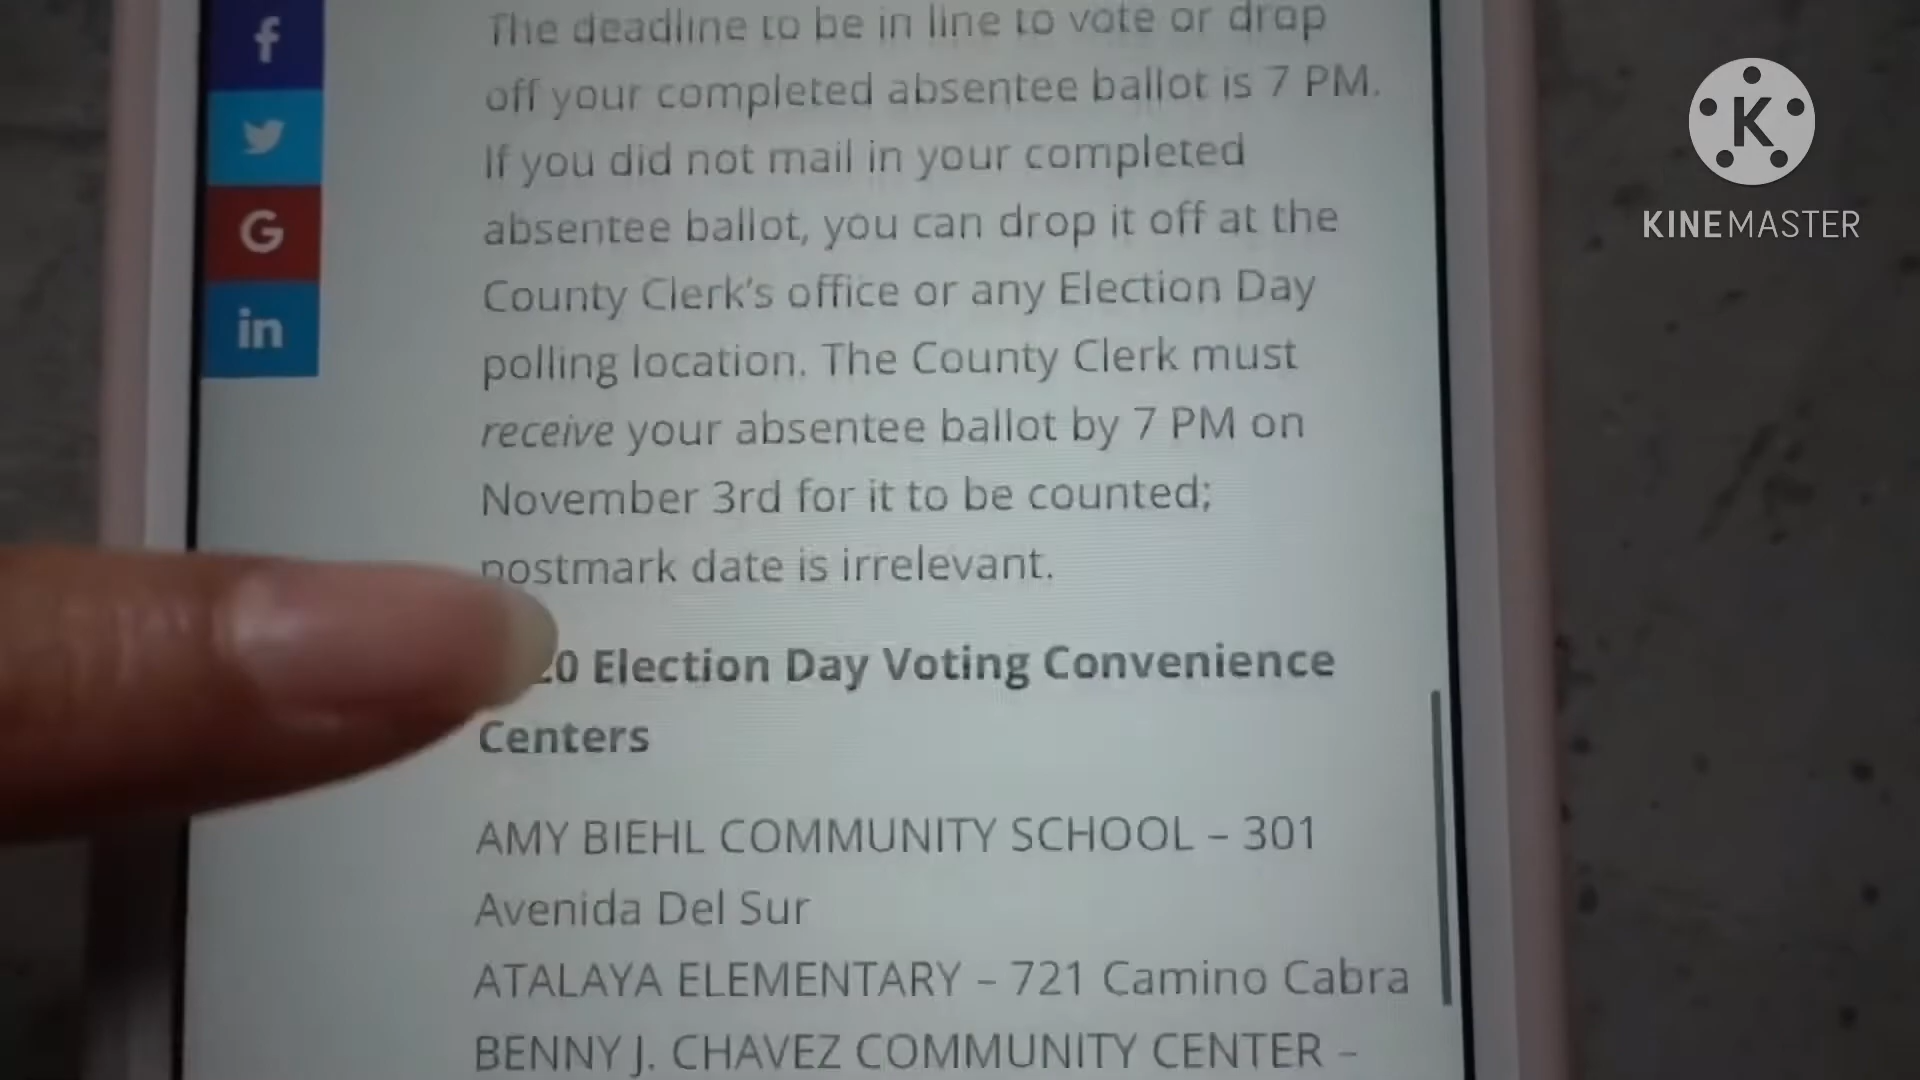 The deadline to be in line to vote or drop
off your completed absentee ballot is 7 PM.
If you did not mail in your completed
absentee ballot, you can drop it off at the
County Clerk's office or any Election Day
polling location. The County Clerk must
receive your absentee ballot by 7 PM on
November 3rd for it to be counted;
postmark date is irrelevant.
20 Election Day Voting Convenience
Centers
AMY BIEHL COMMUNITY SCHOOL – 301
Avenida Del Sur
ATALAYA ELEMENTARY – 721 Camino Cabra
BENNY J. CHAVEZ COMMUNITY CENTER –
f
G
in
K
KINEMASTER